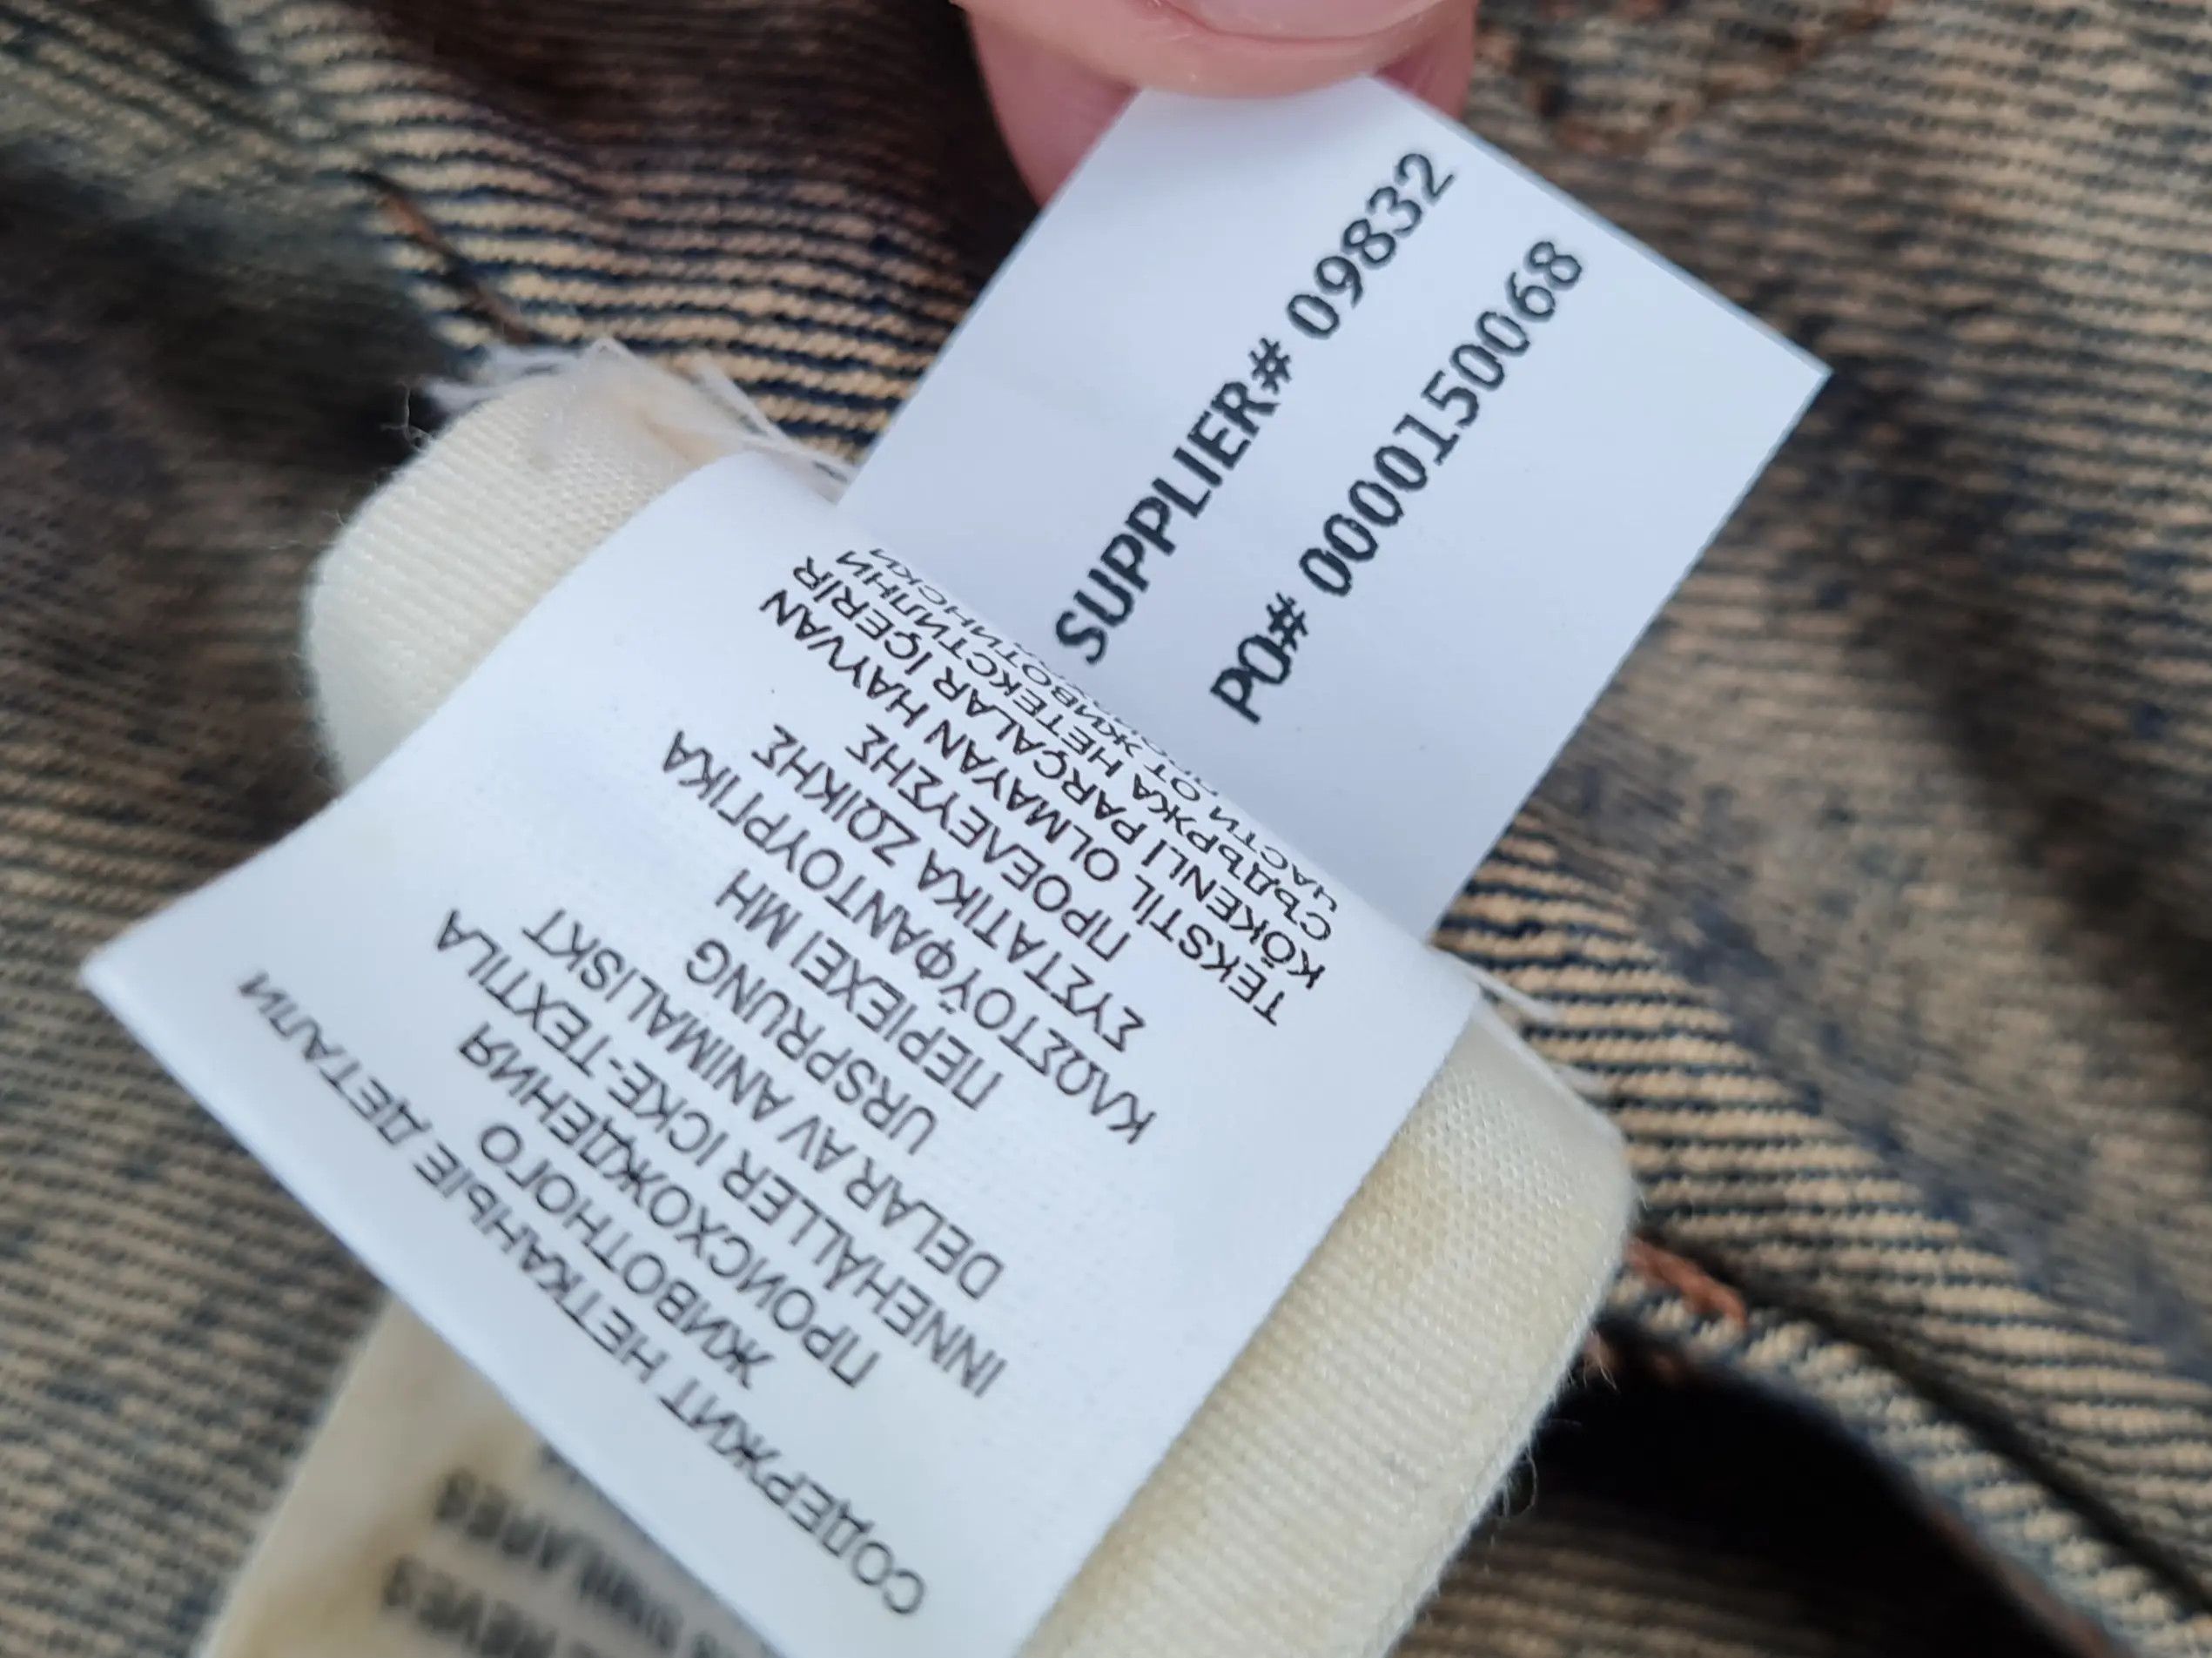 SUPPLIER# 09832
PO# 0000150068
СОДЕРЖИТ НЕТКАНЫЕ ДЕТАЛИ
ЖИВОТНОГО
ПРОИСХОЖДЕНИЯ
INNEHÅLLER ICKE-TEXTILA
DELAR AV ANIMALISKT
URSPRUNG
ΠΕΡΙΕΧΕΙ ΜΗ
ΚΛΩΣΤΟΫΦΑΝΤΟΥΡΓΙΚΑ
ΣΥΣΤΑΤΙΚΑ ΖΩΙΚΗΣ
ΠΡΟΕΛΕΥΣΗΣ
TEKSTİL OLMAYAN HAYVAN
KÖKENLI PARÇALAR IÇERİR
СЪДЪРЖА НЕТЕКСТИЛНИ
ЧАСТИ ОТ ЖИВОТИНСКИ